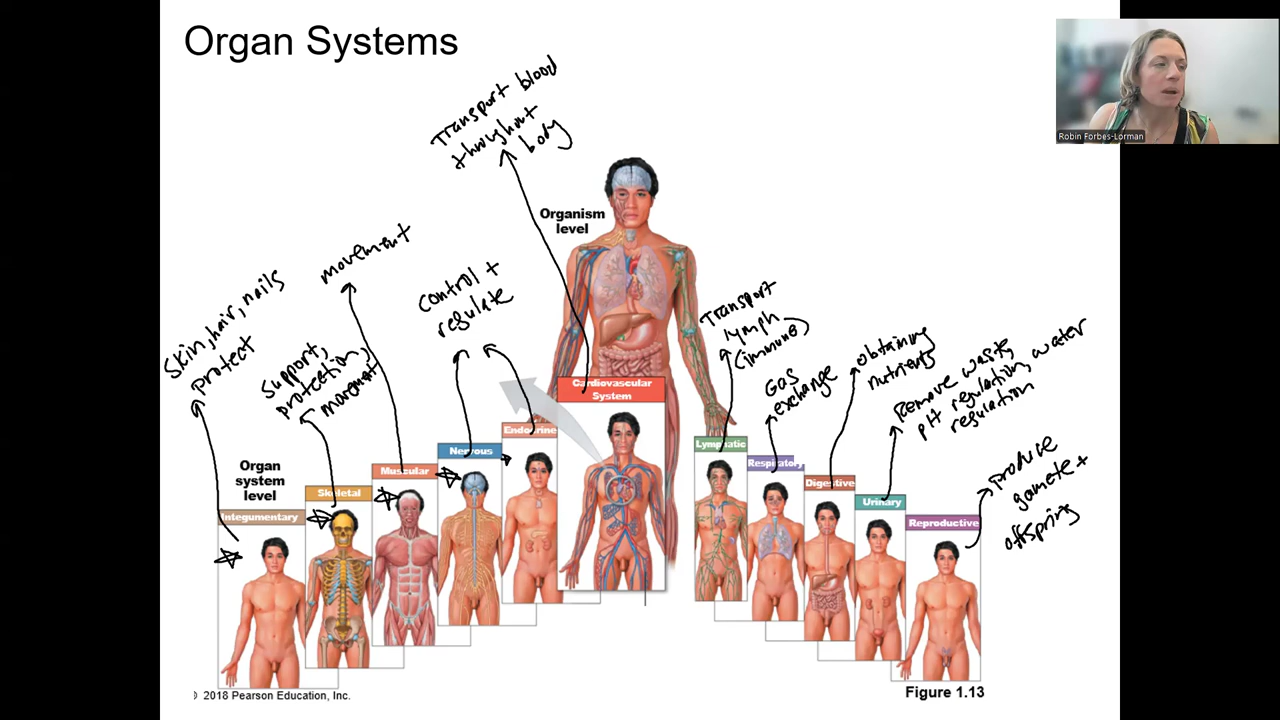 Organ Systems
Robin Forbes-Lorman
Transport blood
throughout
body
Organism
level
movement
control +
regulate
Skin, hair, nails
protect
Support,
protection,
movement
Transport
lymph
(immune)
Gas
exchange
obtaining
nutrients
Remove waste,
pH regulation, water
regulation
produce
gamete +
offspring
Organ
system
level
Integumentary
Skeletal
Muscular
Nervous
Endocrine
Cardiovascular
System
Lymphatic
Respiratory
Digestive
Urinary
Reproductive
© 2018 Pearson Education, Inc.
Figure 1.13